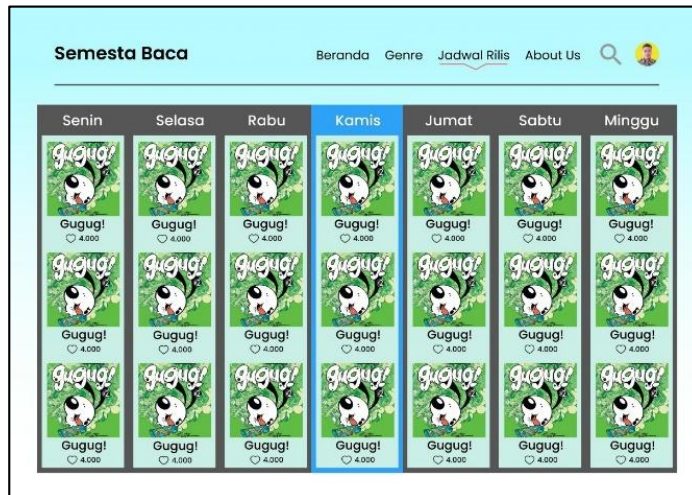 Semesta Baca
Beranda Genre Jadwal Rilis About Us
Senin Selasa Rabu Kamis Jumat Sabtu Minggu
gugug! gugug! gugug! gugug! gugug! gugug! gugug!
Gugug! Gugug! Gugug! Gugug! Gugug! Gugug! Gugug!
4.000 4.000 4.000 4.000 4.000 4.000 4.000
gugug! gugug! gugug! gugug! gugug! gugug! gugug!
Gugug! Gugug! Gugug! Gugug! Gugug! Gugug! Gugug!
4.000 4.000 4.000 4.000 4.000 4.000 4.000
gugug! gugug! gugug! gugug! gugug! gugug! gugug!
Gugug! Gugug! Gugug! Gugug! Gugug! Gugug! Gugug!
4.000 4.000 4.000 4.000 4.000 4.000 4.000